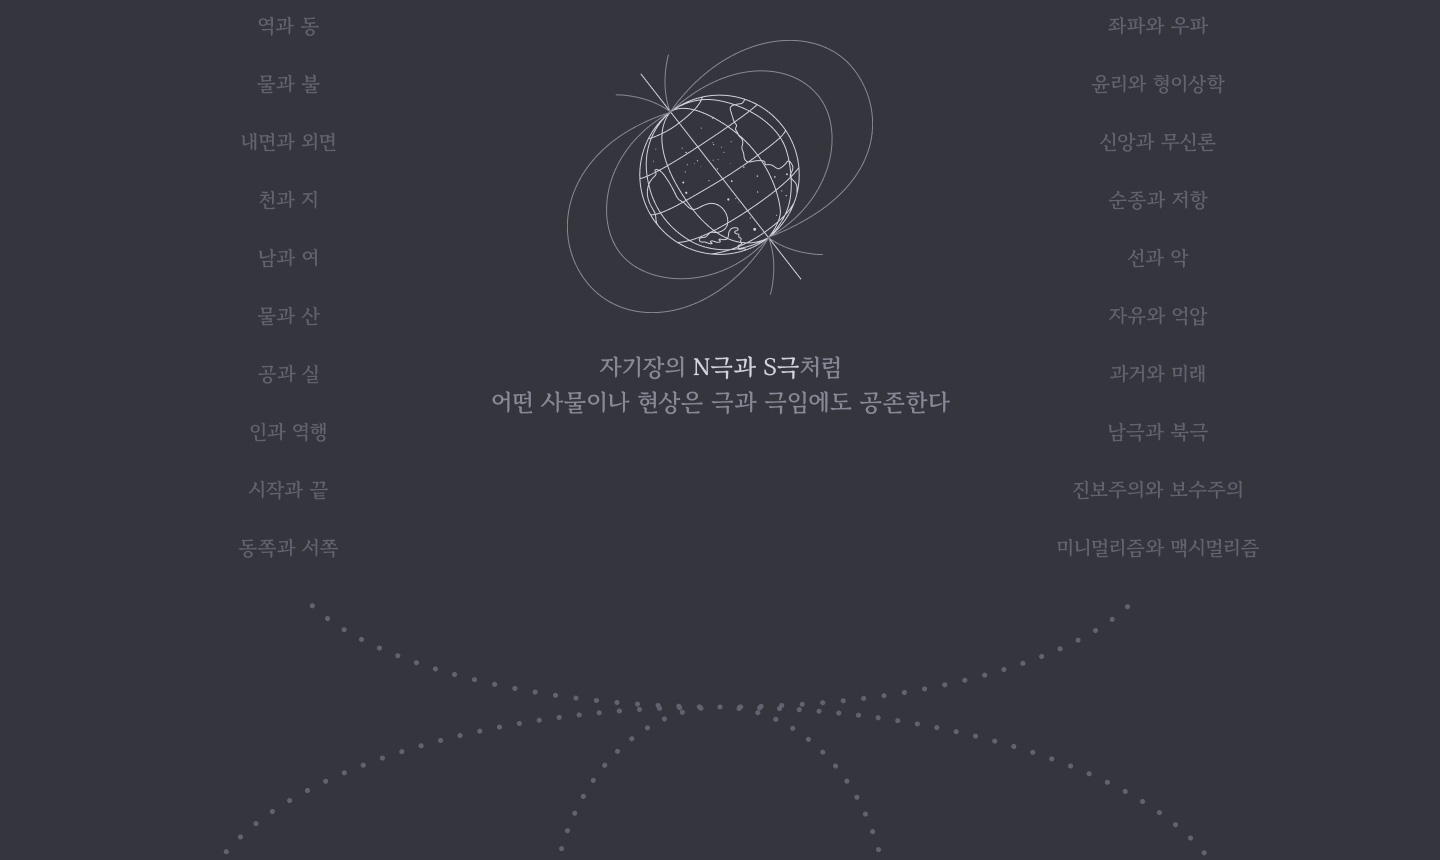 역과 동
물과 불
내면과 외면
천과 지
남과 여
물과 산
공과 실
인과 역행
시작과 끝
동쪽과 서쪽
자기장의 N극과 S극처럼
어떤 사물이나 현상은 극과 극임에도 공존한다
좌파와 우파
윤리와 형이상학
신앙과 무신론
순종과 저항
선과 악
자유와 억압
과거와 미래
남극과 북극
진보주의와 보수주의
미니멀리즘와 맥시멀리즘